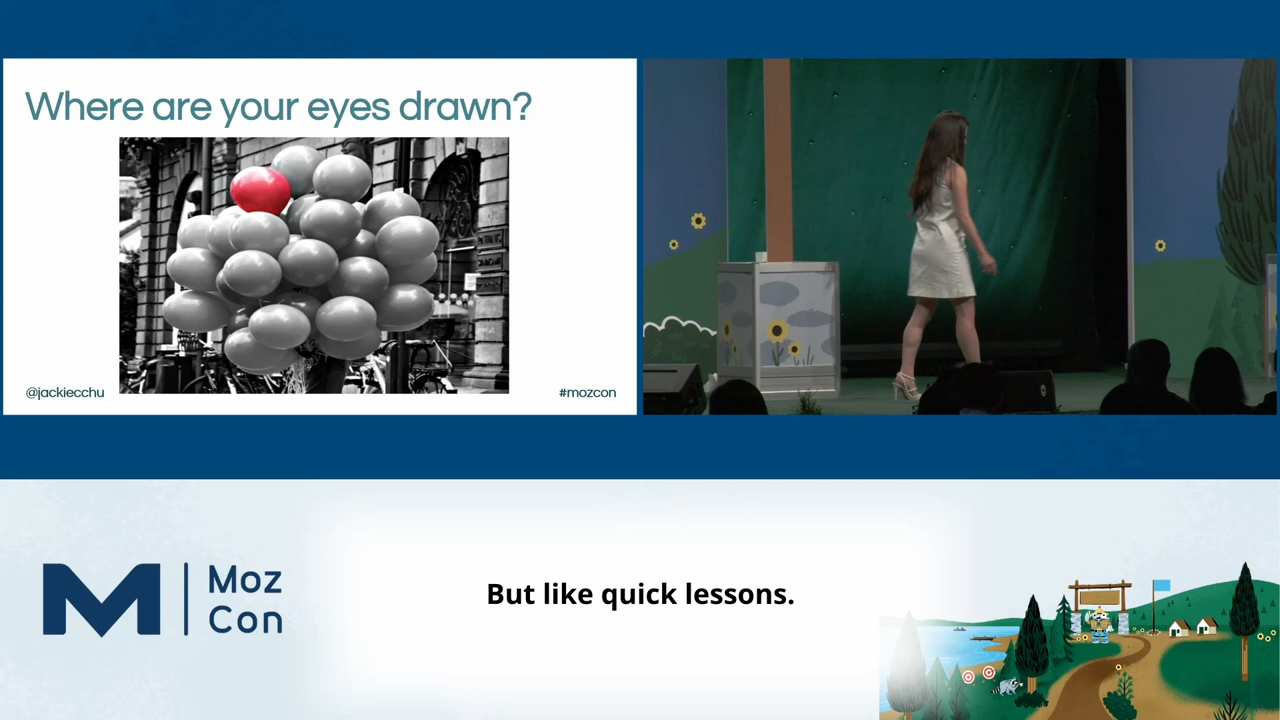 Where are your eyes drawn?
@jackiecchu
#mozcon
Moz
Con
But like quick lessons.